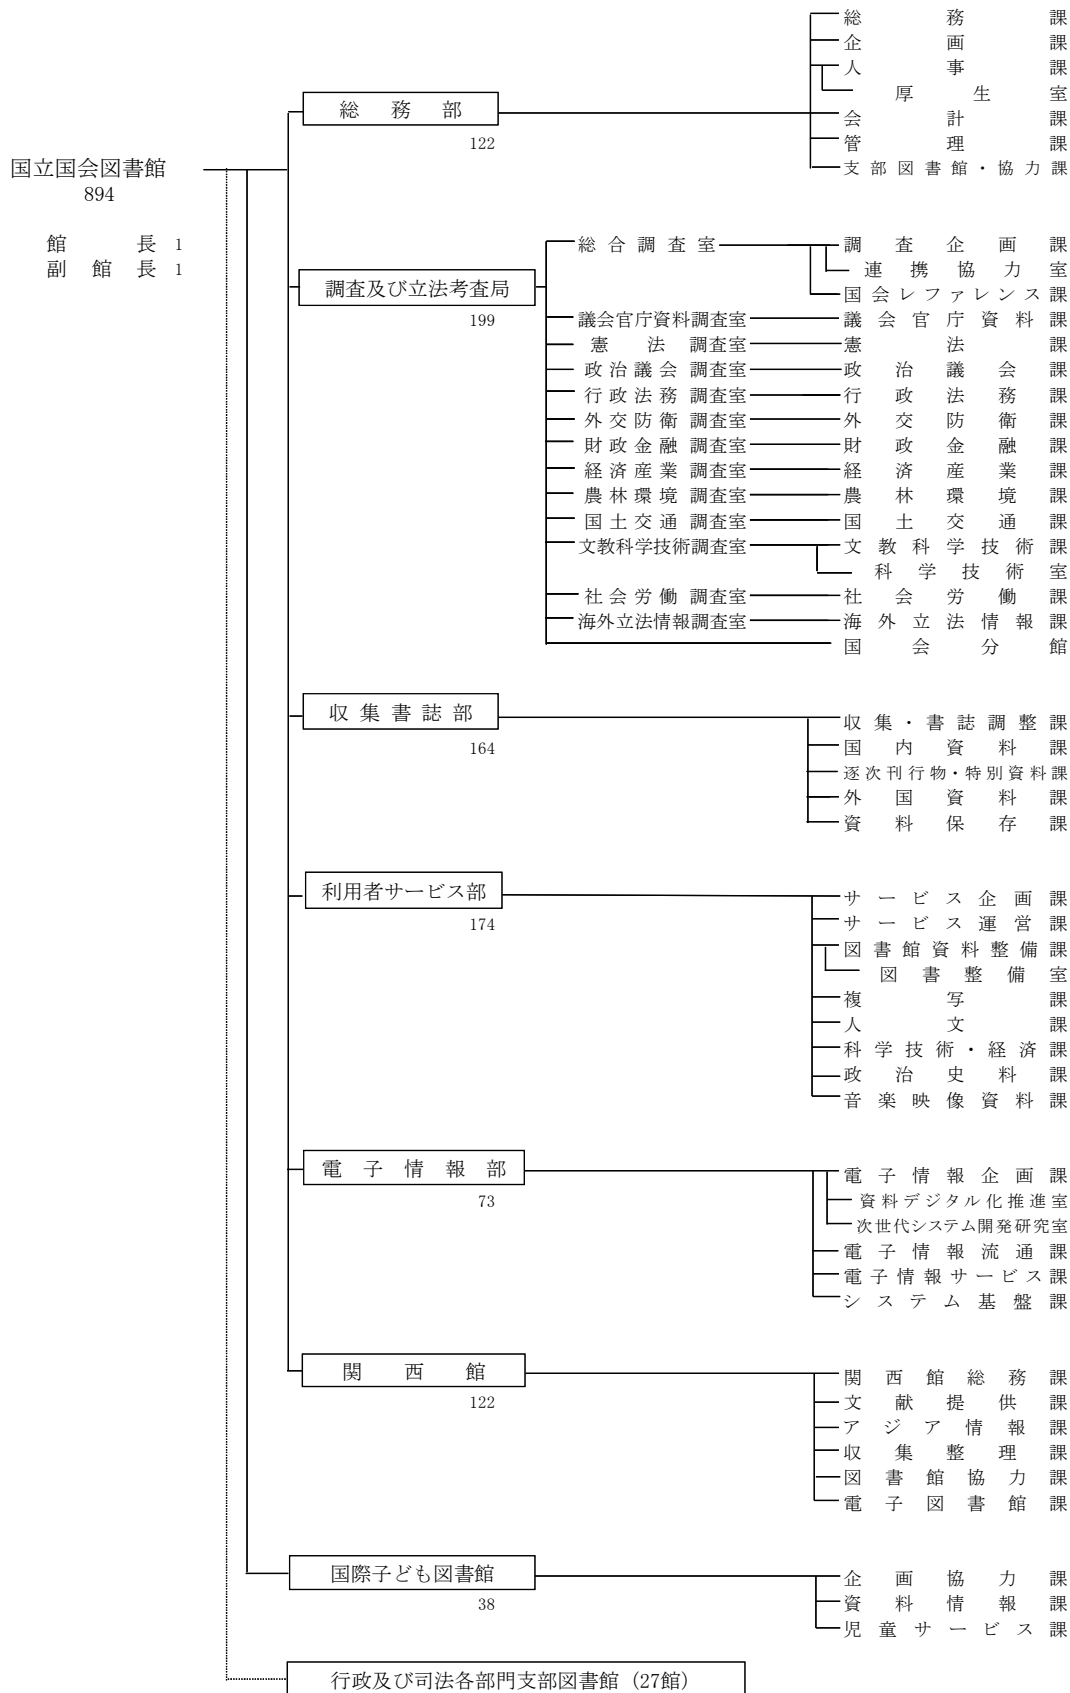 総務課
企画課
人事課
厚生室
総務部
会計課
122
管理課
国立国会図書館
支部図書館・協力課
894
館長 1
副館長 1
総合調査室 調査企画課
連携協力室
調査及び立法考査局
国会レファレンス課
199
議会官庁資料調査室 議会官庁資料課
憲法調査室 憲法課
政治議会調査室 政治議会課
行政法務調査室 行政法務課
外交防衛調査室 外交防衛課
財政金融調査室 財政金融課
経済産業調査室 経済産業課
農林環境調査室 農林環境課
国土交通調査室 国土交通課
文教科学技術調査室 文教科学技術課
科学技術室
社会労働調査室 社会労働課
海外立法情報調査室 海外立法情報課
国会分館
収集書誌部
収集・書誌調整課
164
国内資料課
逐次刊行物・特別資料課
外国資料課
資料保存課
利用者サービス部
サービス企画課
174
サービス運営課
図書館資料整備課
図書整備室
複写課
人文課
科学技術・経済課
政治史料課
音楽映像資料課
電子情報部
電子情報企画課
73
資料デジタル化推進室
次世代システム開発研究室
電子情報流通課
電子情報サービス課
システム基盤課
関西館
関西館総務課
122
文献提供課
アジア情報課
収集整理課
図書館協力課
電子図書館課
国際子ども図書館
企画協力課
38
資料情報課
児童サービス課
行政及び司法各部門支部図書館（27館）